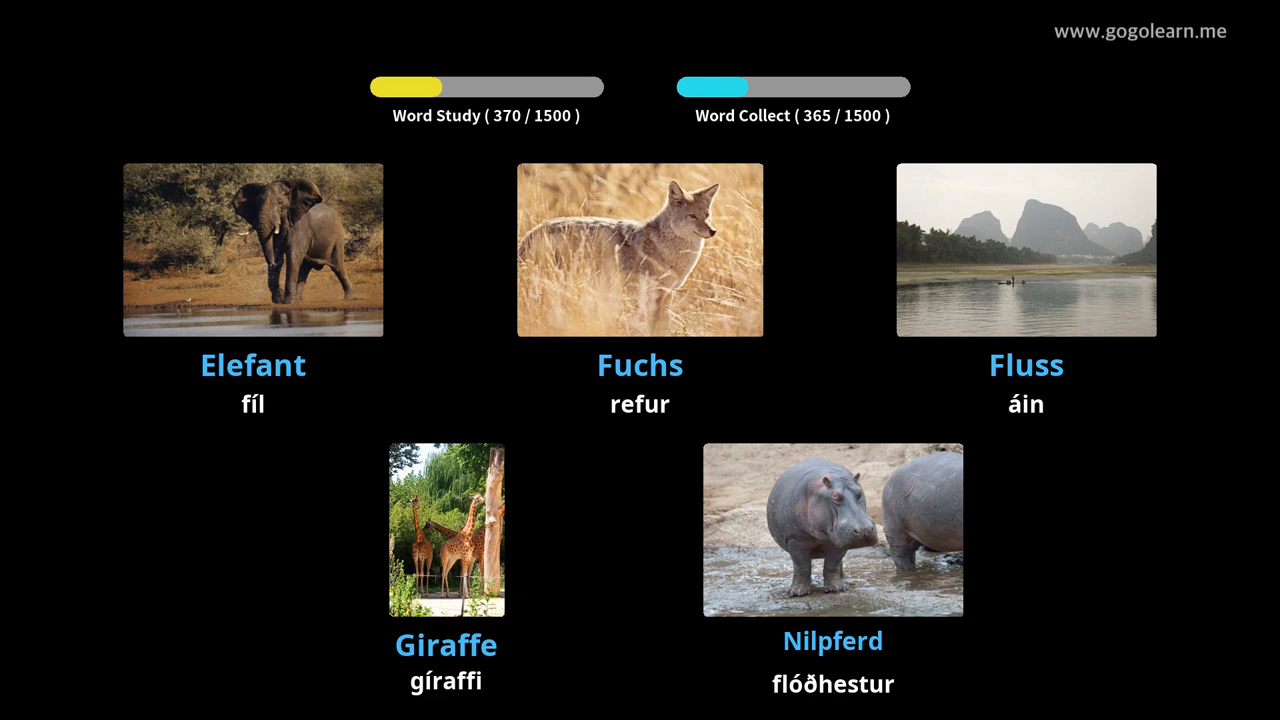 www.gogolearn.me
Word Study ( 370 / 1500 )
Word Collect ( 365 / 1500 )
Elefant
fíl
Fuchs
refur
Fluss
áin
Giraffe
gíraffi
Nilpferd
flóðhestur